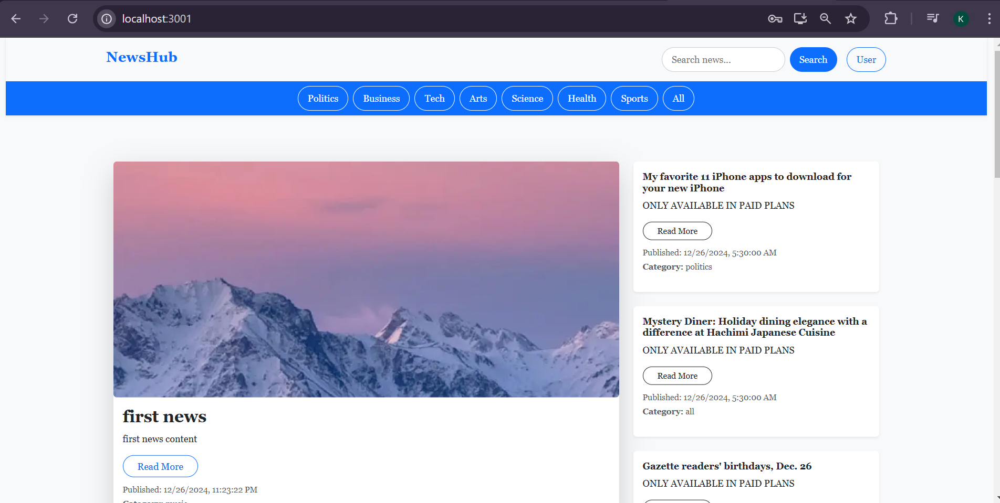 localhost:3001
K
NewsHub
Search news...
Search
User
Politics
Business
Tech
Arts
Science
Health
Sports
All
first news
first news content
Read More
Published: 12/26/2024, 11:23:22 PM
Category: music
My favorite 11 iPhone apps to download for
your new iPhone
ONLY AVAILABLE IN PAID PLANS
Read More
Published: 12/26/2024, 5:30:00 AM
Category: politics
Mystery Diner: Holiday dining elegance with a
difference at Hachimi Japanese Cuisine
ONLY AVAILABLE IN PAID PLANS
Read More
Published: 12/26/2024, 5:30:00 AM
Category: all
Gazette readers' birthdays, Dec. 26
ONLY AVAILABLE IN PAID PLANS